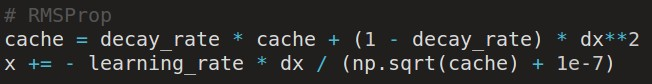 # RMSProp
cache = decay_rate * cache + (1 - decay_rate) * dx**2
x += - learning_rate * dx / (np.sqrt(cache) + 1e-7)